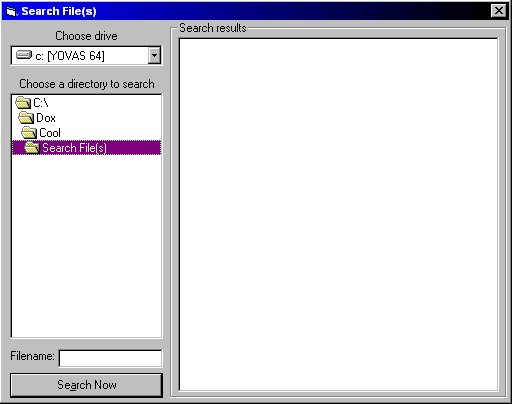 Search File(s)
Choose drive
c: [YOVAS 64]
Choose a directory to search
C:\
Dox
Cool
Search File(s)
Filename:
Search Now
Search results